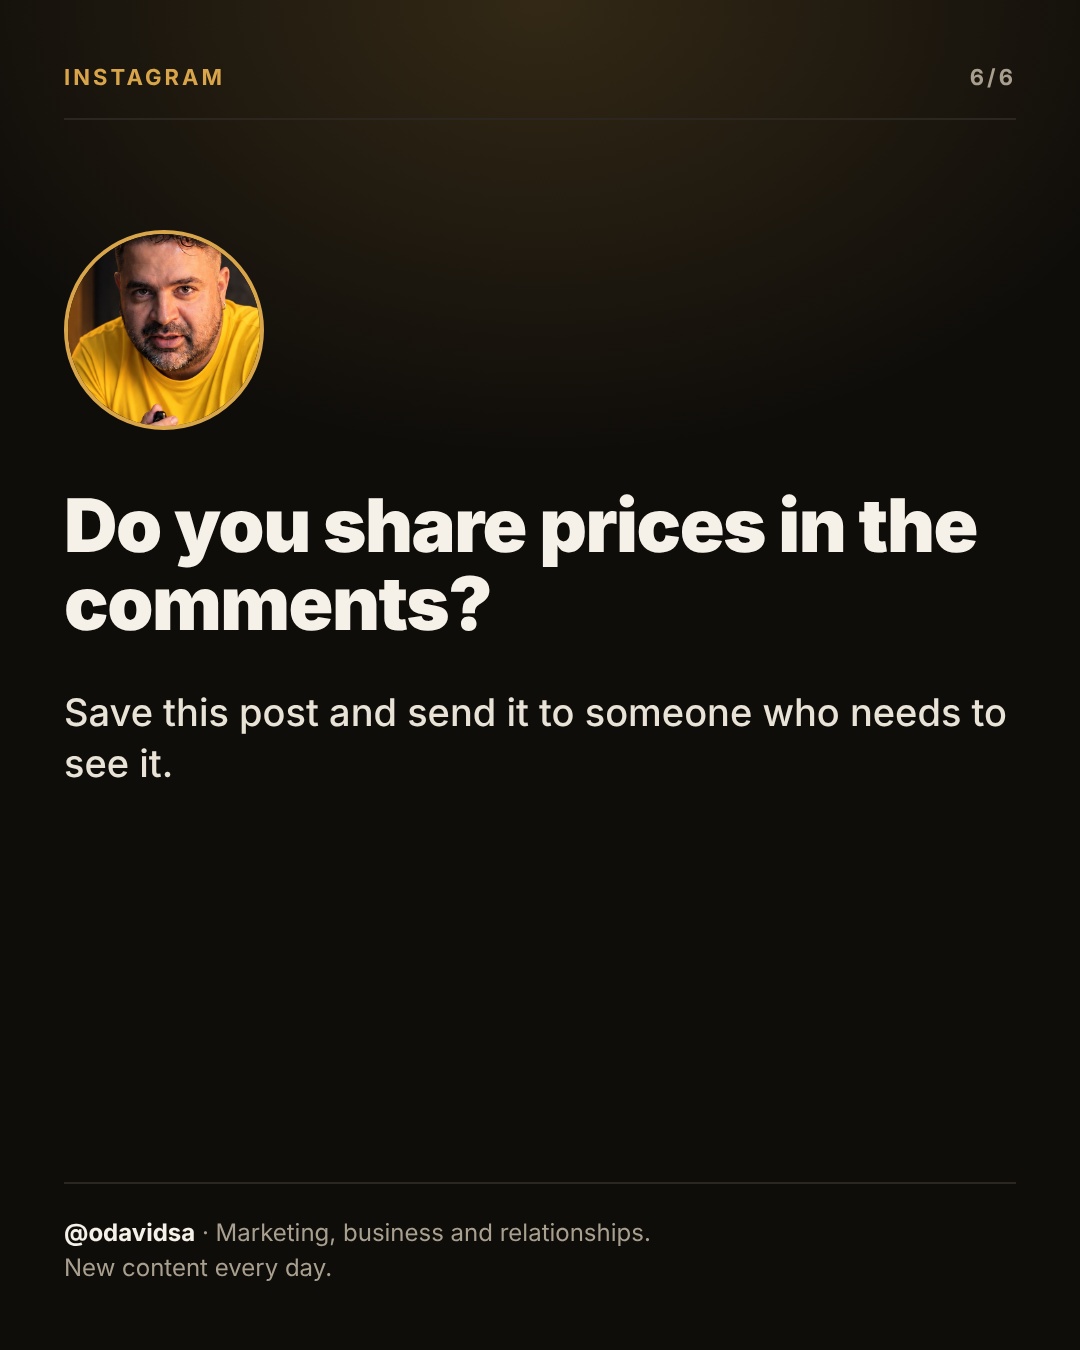 INSTAGRAM
6/6
Do you share prices in the
comments?
Save this post and send it to someone who needs to
see it.
@odavidsa · Marketing, business and relationships.
New content every day.